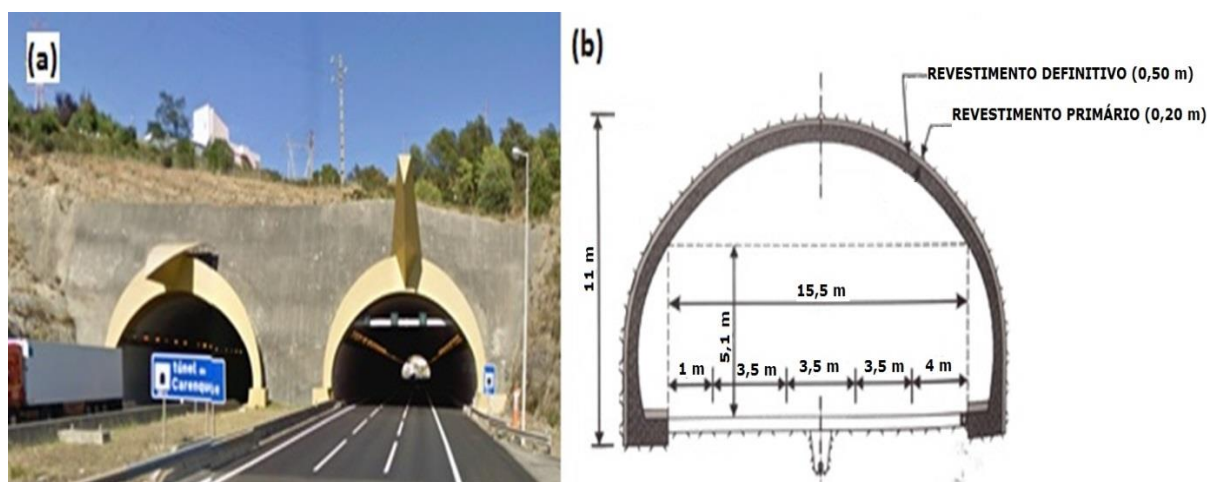 (a)
túnel de
Carenque
(b)
REVESTIMENTO DEFINITIVO (0,50 m)
REVESTIMENTO PRIMÁRIO (0,20 m)
11 m
15,5 m
5,1 m
1 m
3,5 m
3,5 m
3,5 m
4 m